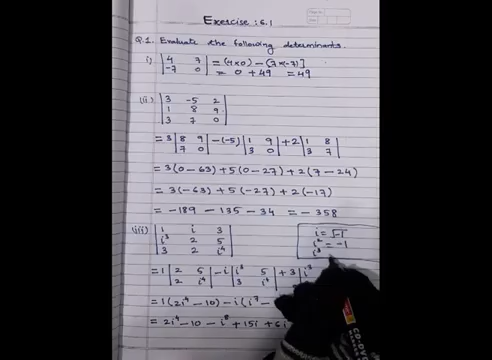 Exercise : 6.1
Q.1. Evaluate the following determinants.
i) | 4 7 | = (4x0) - [7x(-7)]
| -7 0 | = 0 + 49 = 49
(ii) | 3 -5 2 |
| 1 8 9 |
| 3 7 0 |
= 3 | 8 9 | - (-5) | 1 9 | + 2 | 1 8 |
| 7 0 | | 3 0 | | 3 7 |
= 3(0 - 63) + 5(0 - 27) + 2(7 - 24)
= 3(-63) + 5(-27) + 2(-17)
= -189 - 135 - 34 = -358
(iii) | 1 i 3 |
| i³ 2 5 |
| 3 2 i⁴ |
i = √-1
i² = -1
i³
= 1 | 2 5 | - i | i³ 5 | + 3 | i³
| 2 i⁴ | | 3 i⁴ |
= 1(2i⁴ - 10) - i(i⁷ -
= 2i⁴ - 10 - i⁸ + 15i + 6i